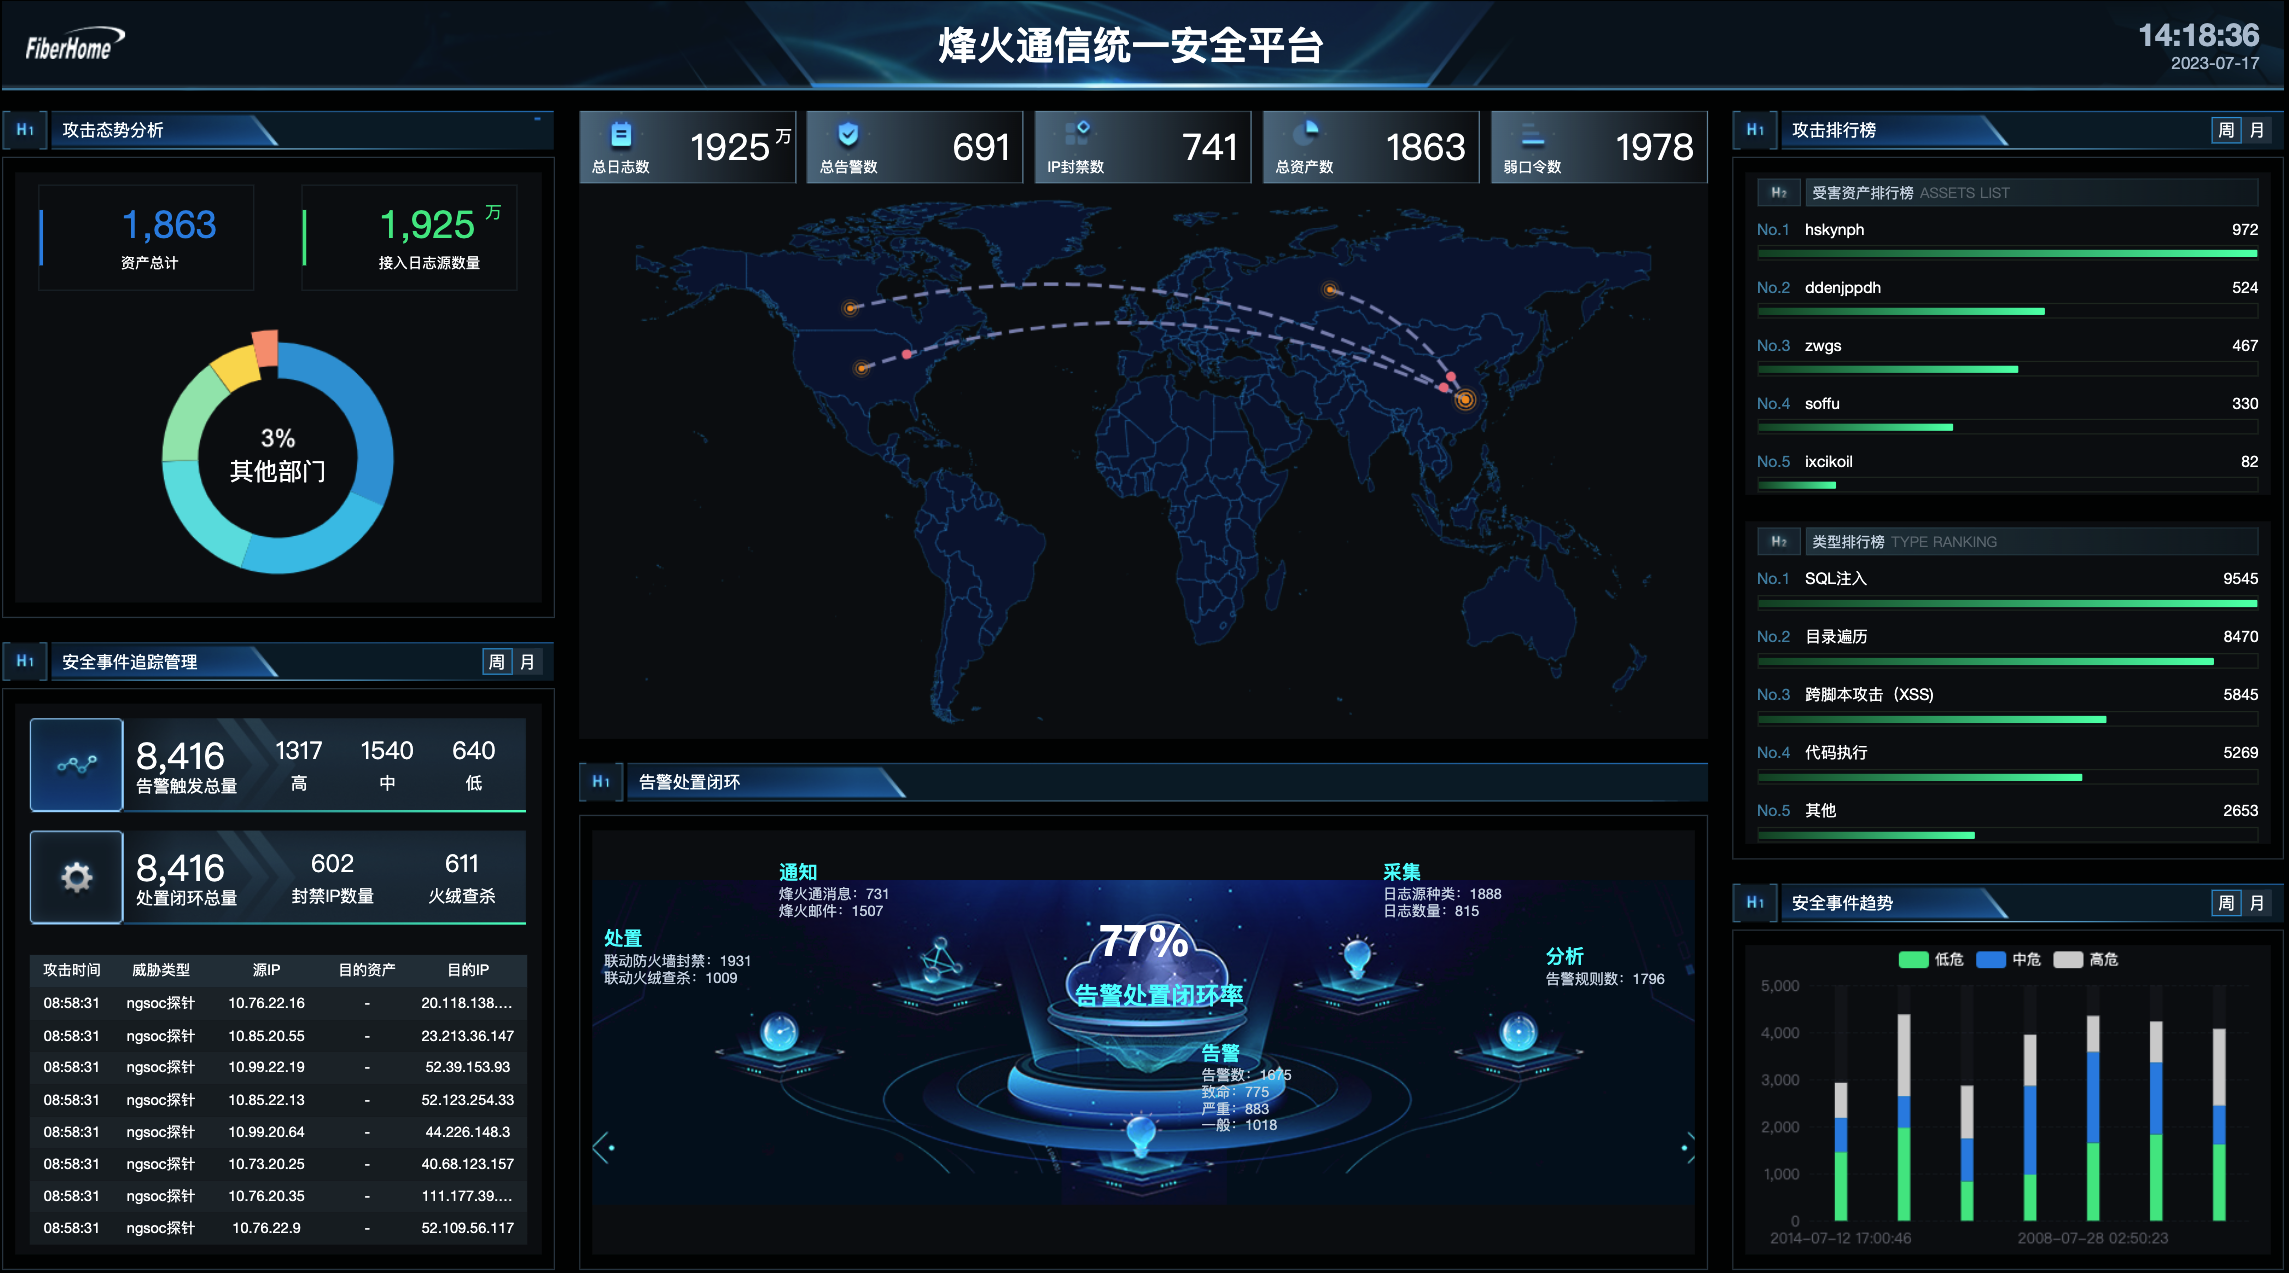 FiberHome
烽火通信统一安全平台
14:18:36
2023-07-17
H1 攻击态势分析
1,863
资产总计
1,925 万
接入日志源数量
3%
其他部门
H1 安全事件追踪管理 周 月
8,416 1317 1540 640
告警触发总量 高 中 低
8,416 602 611
处置闭环总量 封禁IP数量 火绒查杀
攻击时间 威胁类型 源IP 目的资产 目的IP
08:58:31 ngsoc探针 10.76.22.16 - 20.118.138....
08:58:31 ngsoc探针 10.85.20.55 - 23.213.36.147
08:58:31 ngsoc探针 10.99.22.19 - 52.39.153.93
08:58:31 ngsoc探针 10.85.22.13 - 52.123.254.33
08:58:31 ngsoc探针 10.99.20.64 - 44.226.148.3
08:58:31 ngsoc探针 10.73.20.25 - 40.68.123.157
08:58:31 ngsoc探针 10.76.20.35 - 111.177.39....
08:58:31 ngsoc探针 10.76.22.9 - 52.109.56.117
总日志数 1925 万
总告警数 691
IP封禁数 741
总资产数 1863
弱口令数 1978
H1 告警处置闭环
通知
烽火通消息：731
烽火邮件：1507
采集
日志源种类：1888
日志数量：815
处置
联动防火墙封禁：1931
联动火绒查杀：1009
77%
告警处置闭环率
分析
告警规则数：1796
告警
告警数：1675
致命：775
严重：883
一般：1018
H1 攻击排行榜 周 月
H2 受害资产排行榜 ASSETS LIST
No.1 hskynph 972
No.2 ddenjppdh 524
No.3 zwgs 467
No.4 soffu 330
No.5 ixcikoil 82
H2 类型排行榜 TYPE RANKING
No.1 SQL注入 9545
No.2 目录遍历 8470
No.3 跨脚本攻击（XSS) 5845
No.4 代码执行 5269
No.5 其他 2653
H1 安全事件趋势 周 月
低危 中危 高危
5,000
4,000
3,000
2,000
1,000
0
2014-07-12 17:00:46 2008-07-28 02:50:23